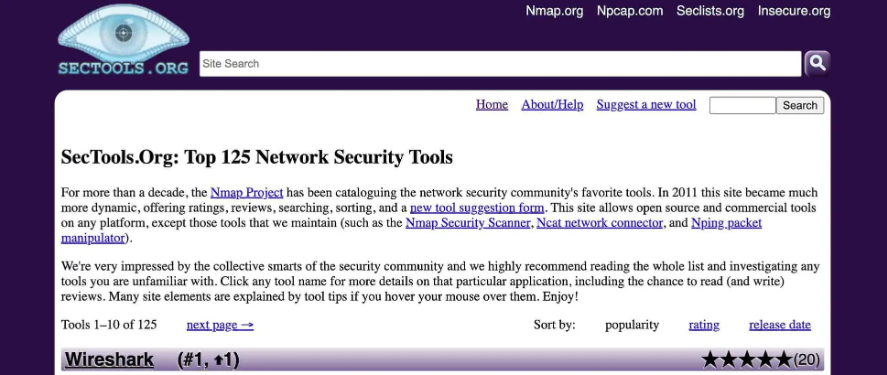 Nmap.org Npcap.com Seclists.org Insecure.org
SECTOOLS.ORG
Site Search
Home About/Help Suggest a new tool Search
SecTools.Org: Top 125 Network Security Tools
For more than a decade, the Nmap Project has been cataloguing the network security community's favorite tools. In 2011 this site became much
more dynamic, offering ratings, reviews, searching, sorting, and a new tool suggestion form. This site allows open source and commercial tools
on any platform, except those tools that we maintain (such as the Nmap Security Scanner, Ncat network connector, and Nping packet
manipulator).
We're very impressed by the collective smarts of the security community and we highly recommend reading the whole list and investigating any
tools you are unfamiliar with. Click any tool name for more details on that particular application, including the chance to read (and write)
reviews. Many site elements are explained by tool tips if you hover your mouse over them. Enjoy!
Tools 1–10 of 125 next page → Sort by: popularity rating release date
Wireshark (#1, ⬆1) ★★★★★(20)